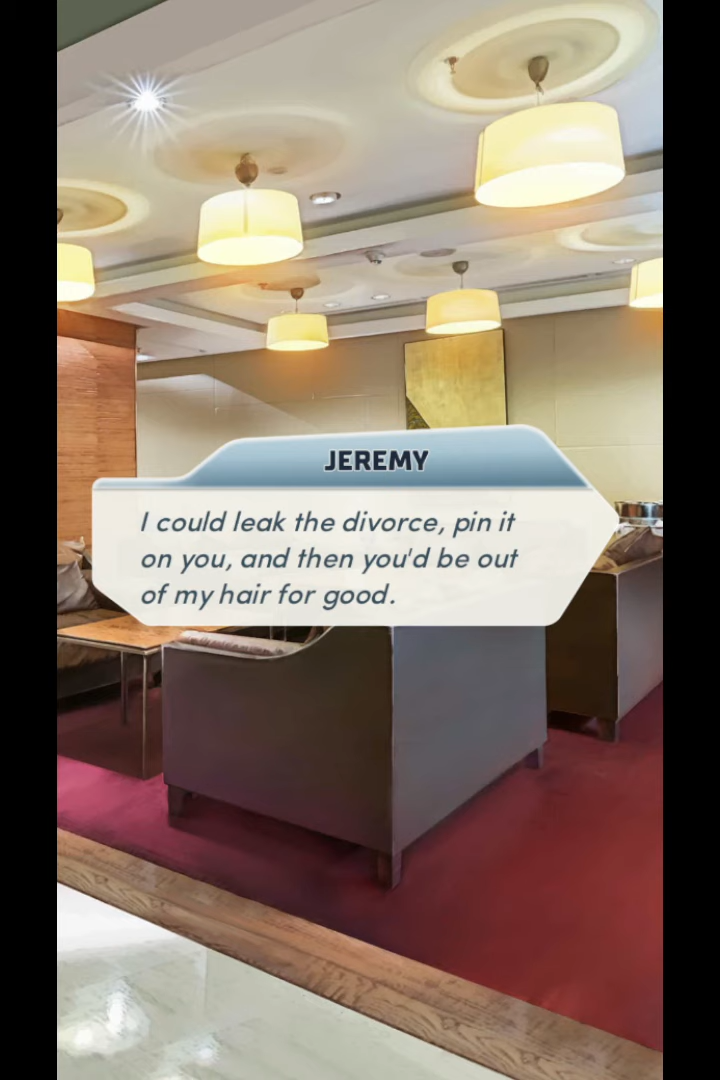 JEREMY
I could leak the divorce, pin it
on you, and then you'd be out
of my hair for good.